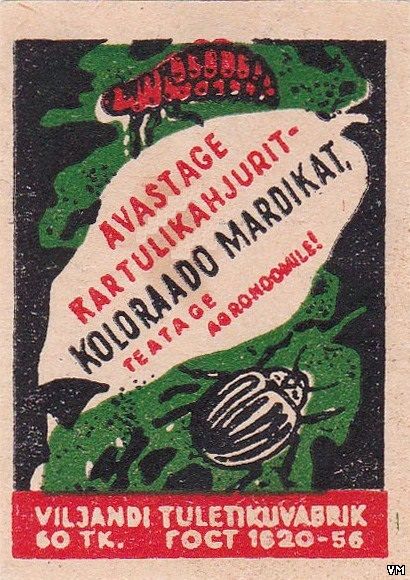 AVASTAGE
KARTULIKAHJURIT-
KOLORAADO MARDIKAT,
TEATAGE AGRONOOMILE!
VILJANDI TULETIKUVABRIK
60 TK. ГОСТ 1820-56
VM